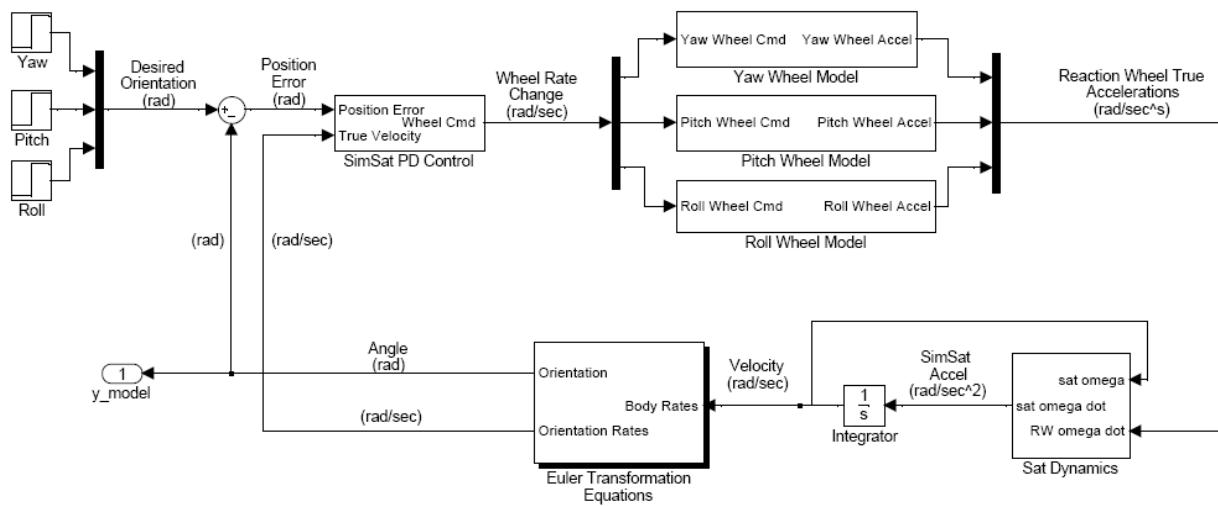 Yaw
Pitch
Roll
Desired
Orientation
(rad)
+
−
Position
Error
(rad)
Position Error
Wheel Cmd
True Velocity
SimSat PD Control
Wheel Rate
Change
(rad/sec)
Yaw Wheel Cmd
Yaw Wheel Accel
Yaw Wheel Model
Pitch Wheel Cmd
Pitch Wheel Accel
Pitch Wheel Model
Roll Wheel Cmd
Roll Wheel Accel
Roll Wheel Model
Reaction Wheel True
Accelerations
(rad/sec^s)
(rad)
(rad/sec)
1
y_model
Angle
(rad)
(rad/sec)
Orientation
Body Rates
Orientation Rates
Euler Transformation
Equations
Velocity
(rad/sec)
1
s
Integrator
SimSat
Accel
(rad/sec^2)
sat omega
sat omega dot
RW omega dot
Sat Dynamics